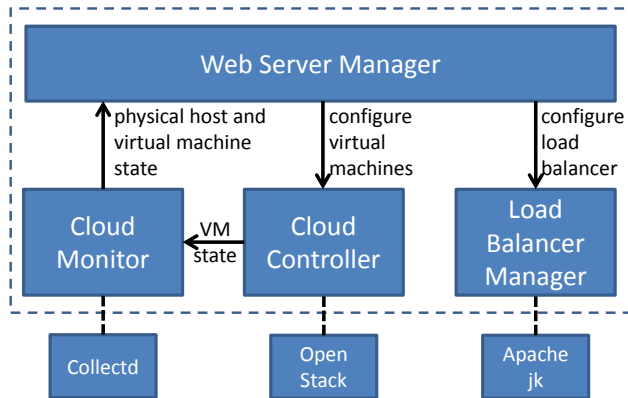 Web Server Manager
physical host and
virtual machine
state
configure
virtual
machines
configure
load
balancer
Cloud
Monitor
VM
state
Cloud
Controller
Load
Balancer
Manager
Collectd
Open
Stack
Apache
jk